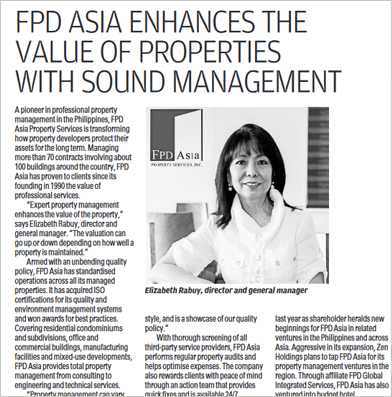 FPD ASIA ENHANCES THE
VALUE OF PROPERTIES
WITH SOUND MANAGEMENT
A pioneer in professional property
management in the Philippines, FPD
Asia Property Services is transforming
how property developers protect their
assets for the long term. Managing
more than 70 contracts involving about
100 buildings around the country, FPD
Asia has proven to clients since its
founding in 1990 the value of
professional services.
"Expert property management
enhances the value of the property,"
says Elizabeth Rabuy, director and
general manager. "The valuation can
go up or down depending on how well a
property is maintained."
Armed with an unbending quality
policy, FPD Asia has standardised
operations across all its managed
properties. It has acquired ISO
certifications for its quality and
environment management systems
and won awards for best practices.
Covering residential condominiums
and subdivisions, office and
commercial buildings, manufacturing
facilities and mixed-use developments,
FPD Asia provides total property
management from consulting to
engineering and technical services.
"Property management can vary
FPD ASIA
PROPERTY SERVICES, INC.
Elizabeth Rabuy, director and general manager
style, and is a showcase of our quality
policy."
With thorough screening of all
third-party service providers, FPD Asia
performs regular property audits and
helps optimise expenses. The company
also rewards clients with peace of mind
through an action team that provides
quick fixes and is available 24/7
last year as shareholder heralds new
beginnings for FPD Asia in related
ventures in the Philippines and across
Asia. Aggressive in its expansion, Zen
Holdings plans to tap FPD Asia for its
property management ventures in the
region. Through affiliate FPD Global
Integrated Services, FPD Asia has also
ventured into budget hotel